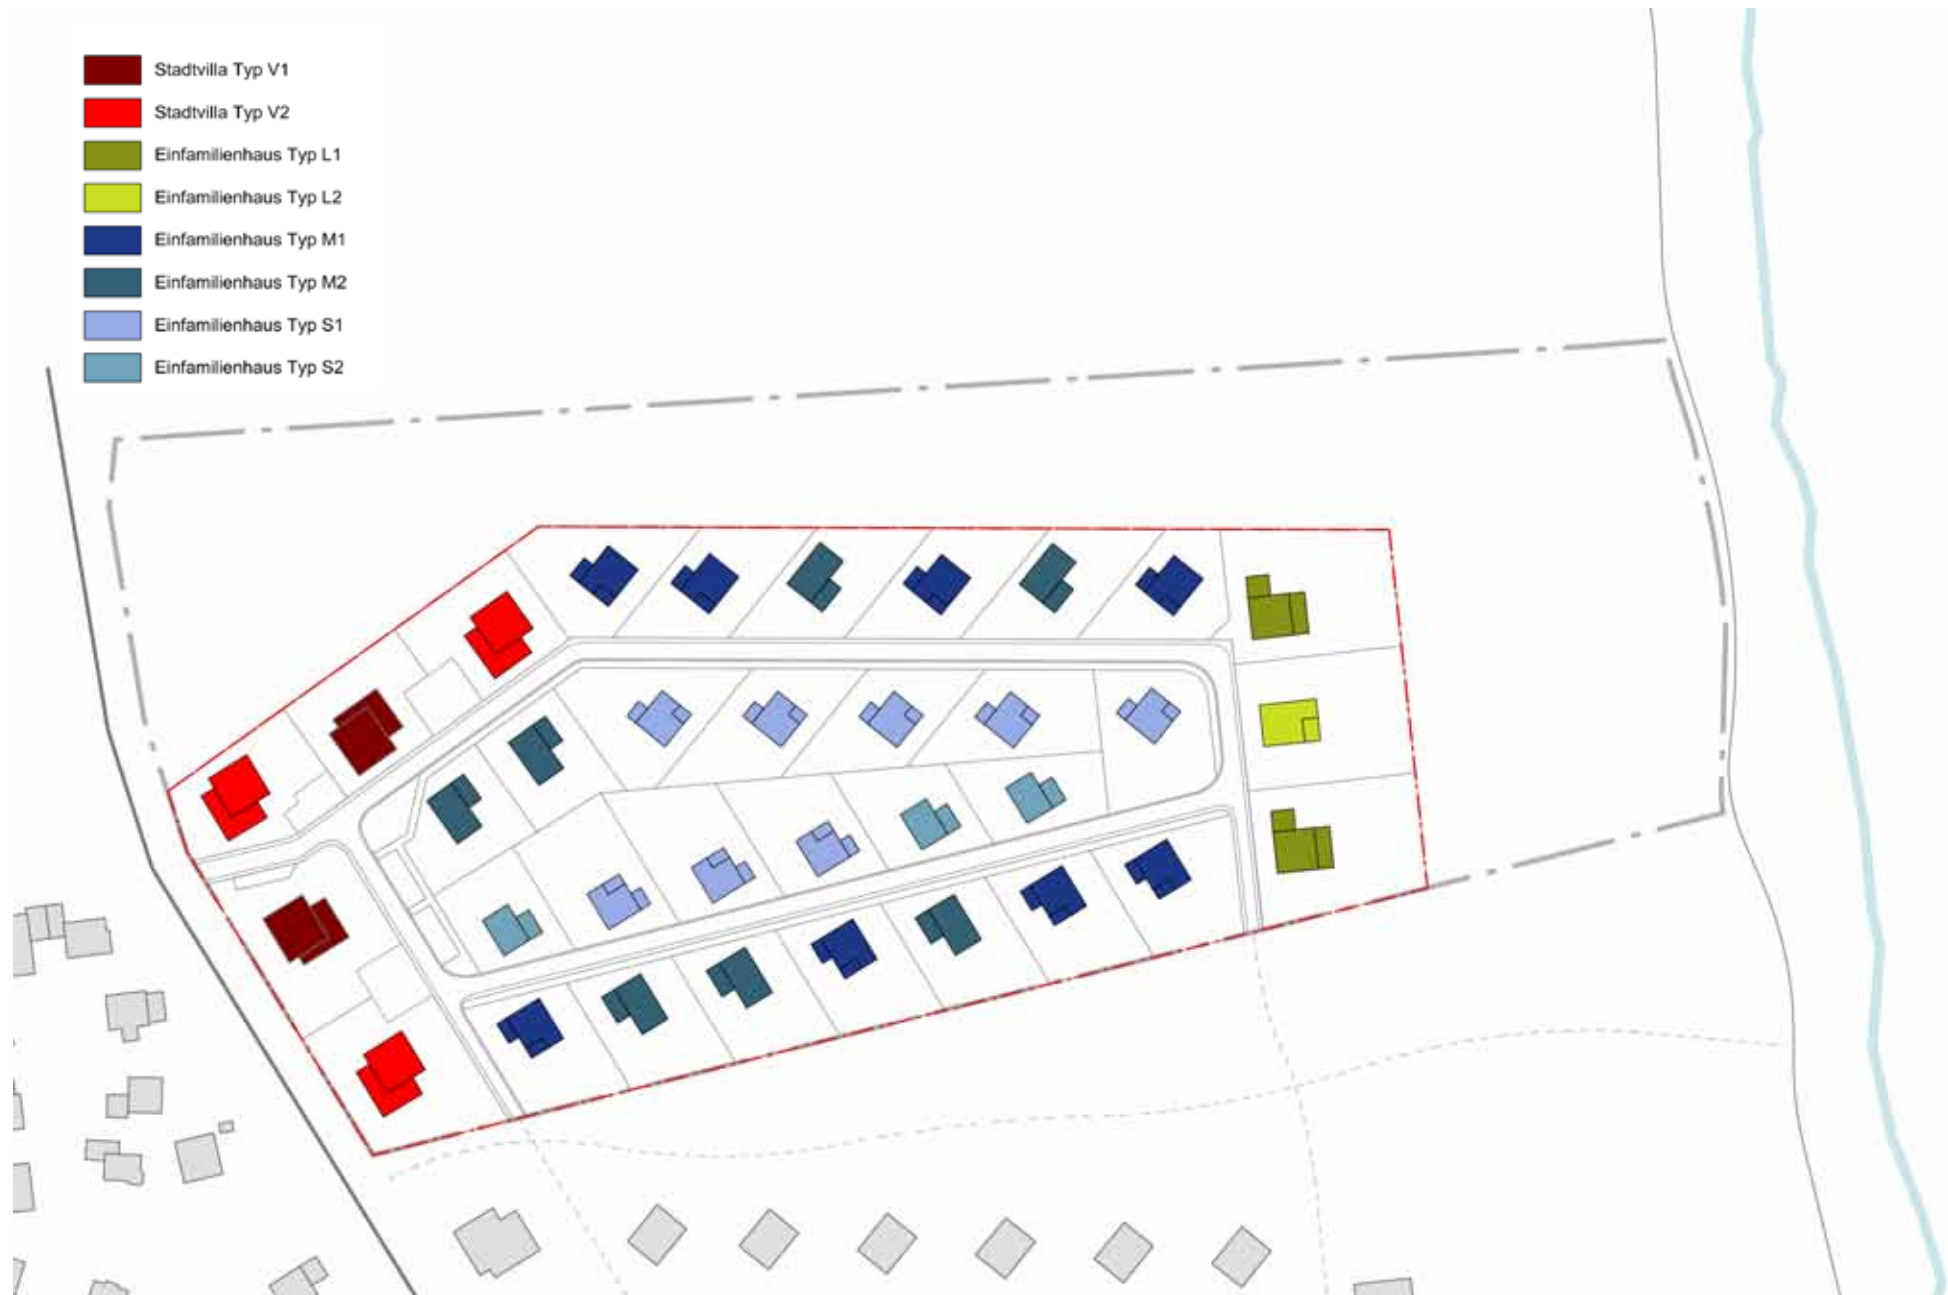 Stadtvilla Typ V1
Stadtvilla Typ V2
Einfamilienhaus Typ L1
Einfamilienhaus Typ L2
Einfamilienhaus Typ M1
Einfamilienhaus Typ M2
Einfamilienhaus Typ S1
Einfamilienhaus Typ S2